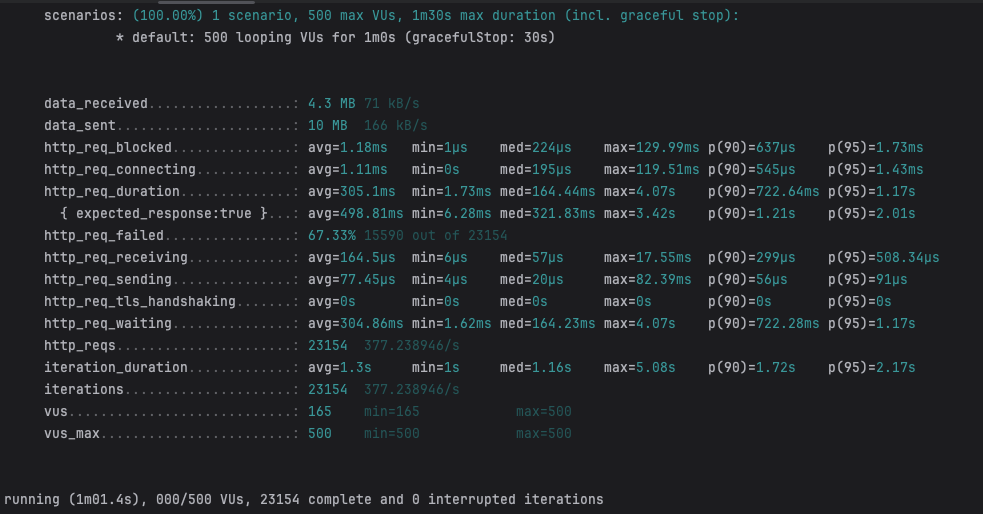 scenarios: (100.00%) 1 scenario, 500 max VUs, 1m30s max duration (incl. graceful stop):
* default: 500 looping VUs for 1m0s (gracefulStop: 30s)
data_received..................: 4.3 MB 71 kB/s
data_sent......................: 10 MB  166 kB/s
http_req_blocked...............: avg=1.18ms   min=1µs    med=224µs    max=129.99ms p(90)=637µs    p(95)=1.73ms
http_req_connecting............: avg=1.11ms   min=0s     med=195µs    max=119.51ms p(90)=545µs    p(95)=1.43ms
http_req_duration..............: avg=305.1ms  min=1.73ms med=164.44ms max=4.07s    p(90)=722.64ms p(95)=1.17s
{ expected_response:true }...: avg=498.81ms min=6.28ms med=321.83ms max=3.42s    p(90)=1.21s    p(95)=2.01s
http_req_failed................: 67.33% 15590 out of 23154
http_req_receiving.............: avg=164.5µs  min=6µs    med=57µs     max=17.55ms  p(90)=299µs    p(95)=508.34µs
http_req_sending...............: avg=77.45µs  min=4µs    med=20µs     max=82.39ms  p(90)=56µs     p(95)=91µs
http_req_tls_handshaking.......: avg=0s       min=0s     med=0s       max=0s       p(90)=0s       p(95)=0s
http_req_waiting...............: avg=304.86ms min=1.62ms med=164.23ms max=4.07s    p(90)=722.28ms p(95)=1.17s
http_reqs......................: 23154  377.238946/s
iteration_duration.............: avg=1.3s     min=1s     med=1.16s    max=5.08s    p(90)=1.72s    p(95)=2.17s
iterations.....................: 23154  377.238946/s
vus............................: 165    min=165            max=500
vus_max........................: 500    min=500            max=500
running (1m01.4s), 000/500 VUs, 23154 complete and 0 interrupted iterations